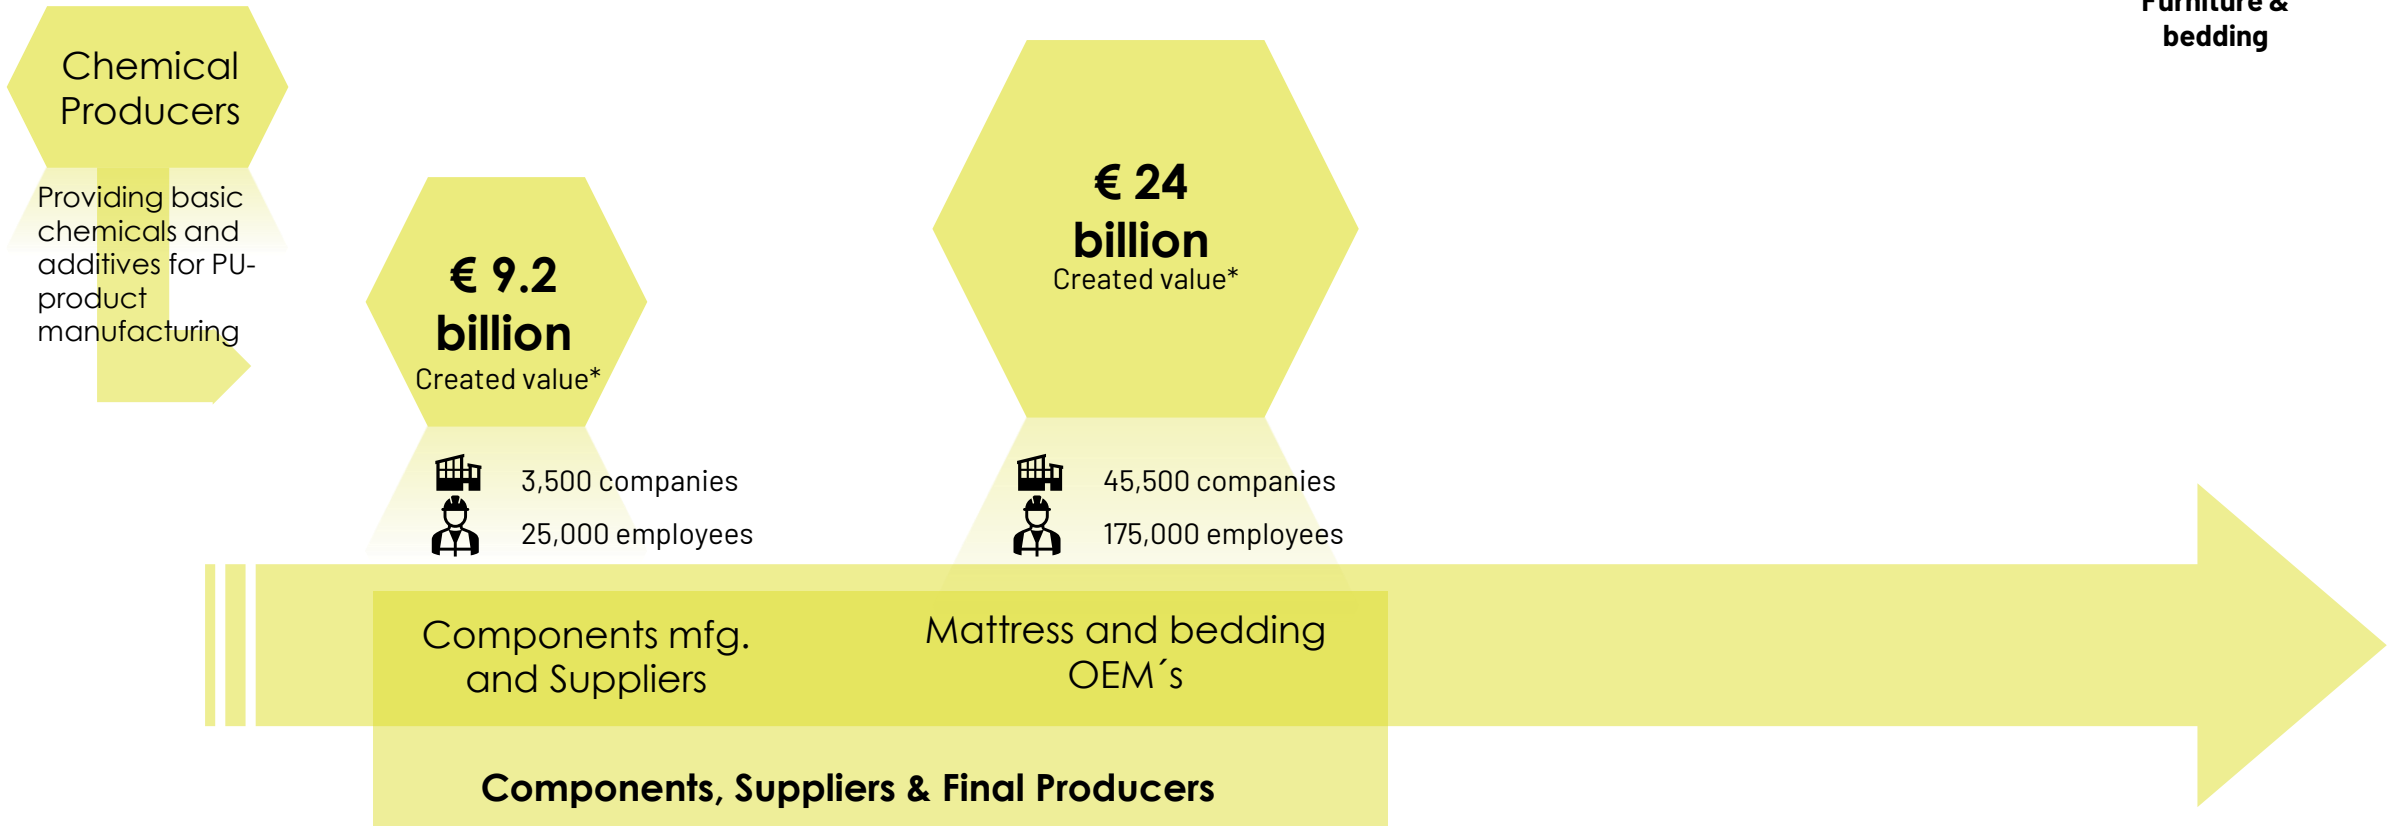 Furniture &
bedding
Chemical
Producers
Providing basic
chemicals and
additives for PU-
product
manufacturing
€ 9.2
billion
Created value*
3,500 companies
25,000 employees
€ 24
billion
Created value*
45,500 companies
175,000 employees
Components mfg.
and Suppliers
Mattress and bedding
OEM´s
Components, Suppliers & Final Producers